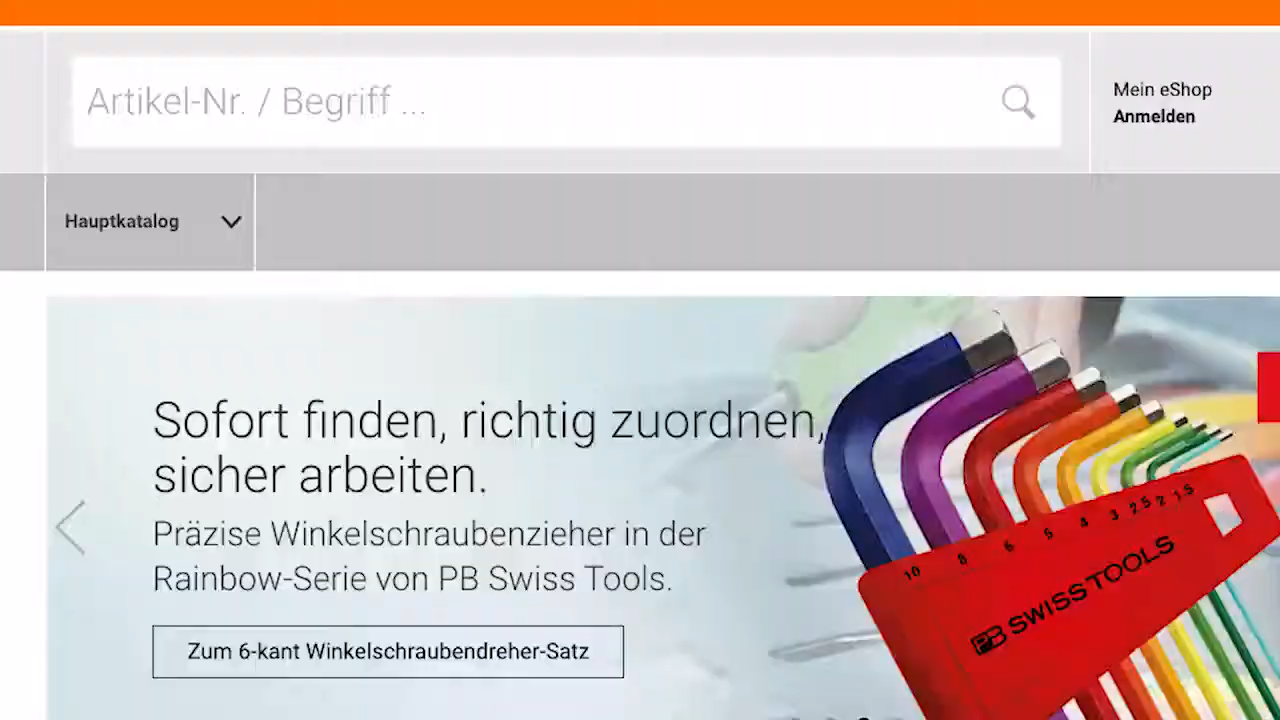 Artikel-Nr. / Begriff ...
Mein eShop
Anmelden
Hauptkatalog
Sofort finden, richtig zuordnen,
sicher arbeiten.
Präzise Winkelschraubenzieher in der
Rainbow-Serie von PB Swiss Tools.
Zum 6-kant Winkelschraubendreher-Satz
10 8 6 5 4 3 2.5 2 1.5
PB SWISS TOOLS